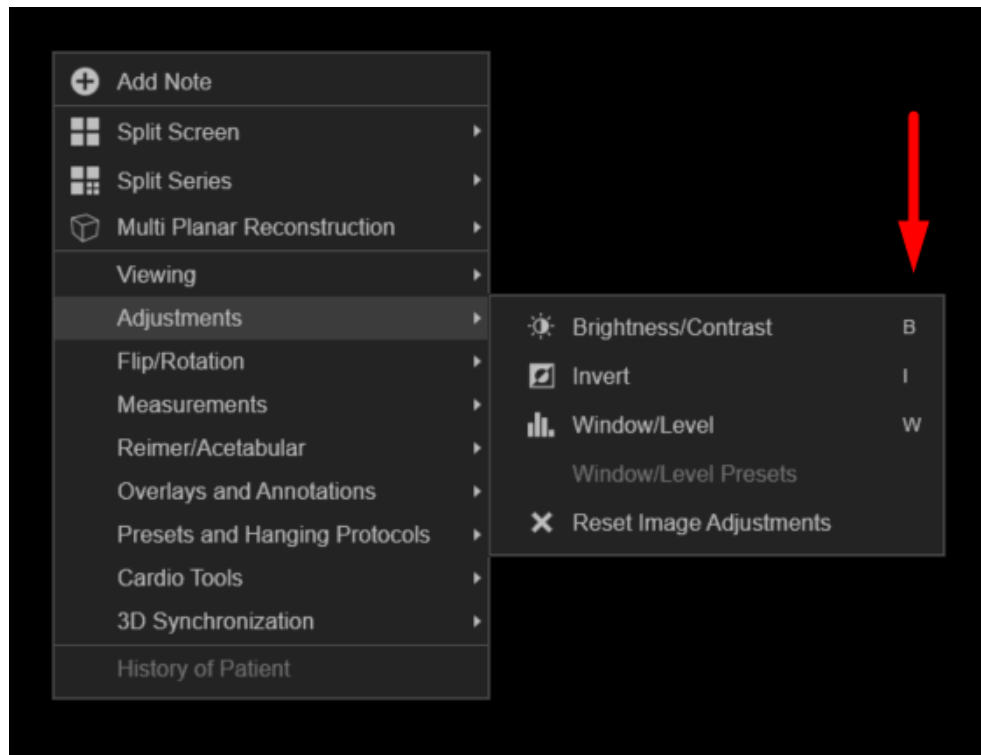 Add Note
Split Screen
Split Series
Multi Planar Reconstruction
Viewing
Adjustments
Flip/Rotation
Measurements
Reimer/Acetabular
Overlays and Annotations
Presets and Hanging Protocols
Cardio Tools
3D Synchronization
History of Patient
Brightness/Contrast B
Invert I
Window/Level W
Window/Level Presets
Reset Image Adjustments